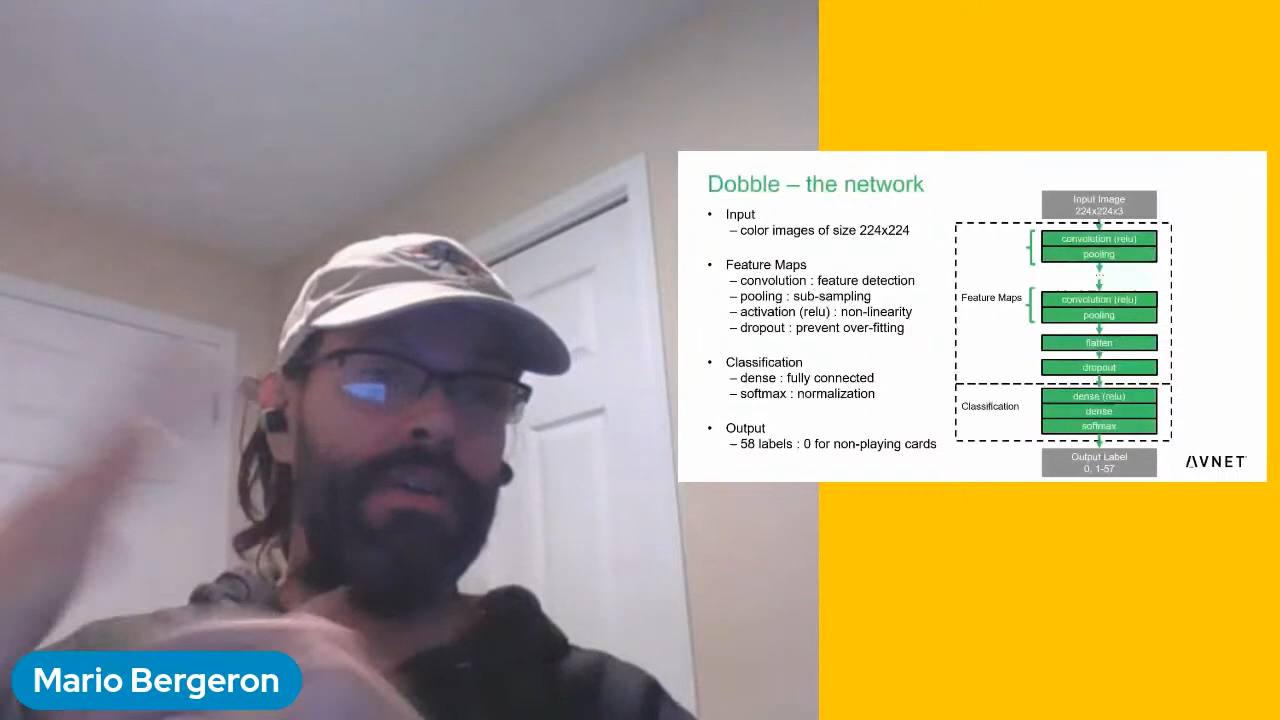 Dobble – the network
• Input
– color images of size 224x224
• Feature Maps
– convolution : feature detection
– pooling : sub-sampling
– activation (relu) : non-linearity
– dropout : prevent over-fitting
• Classification
– dense : fully connected
– softmax : normalization
• Output
– 58 labels : 0 for non-playing cards
Input Image
224x224x3
convolution (relu)
pooling
...
Feature Maps
convolution (relu)
pooling
flatten
dropout
Classification
dense (relu)
dense
softmax
Output Label
0, 1-57
AVNET
Mario Bergeron